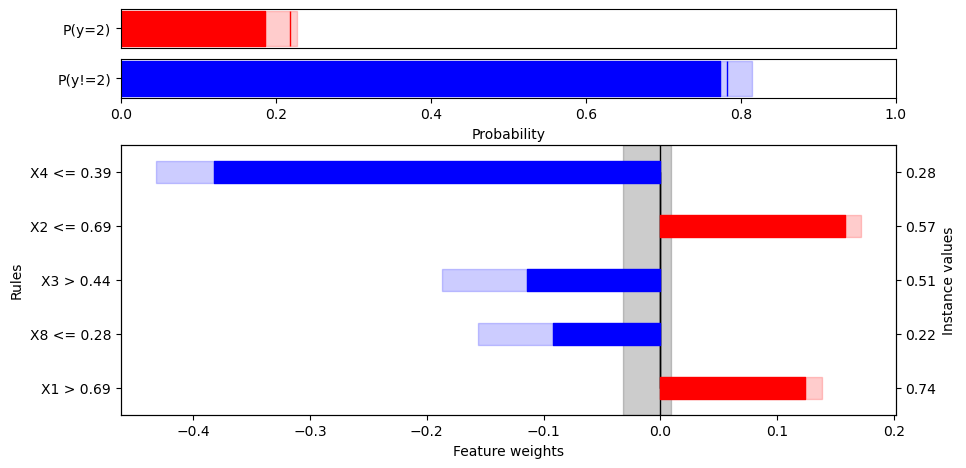 P(y=2)
P(y!=2)
0.0 0.2 0.4 0.6 0.8 1.0
Probability
X4 <= 0.39 0.28
X2 <= 0.69 0.57
X3 > 0.44 0.51
X8 <= 0.28 0.22
X1 > 0.69 0.74
Rules
Instance values
−0.4 −0.3 −0.2 −0.1 0.0 0.1 0.2
Feature weights